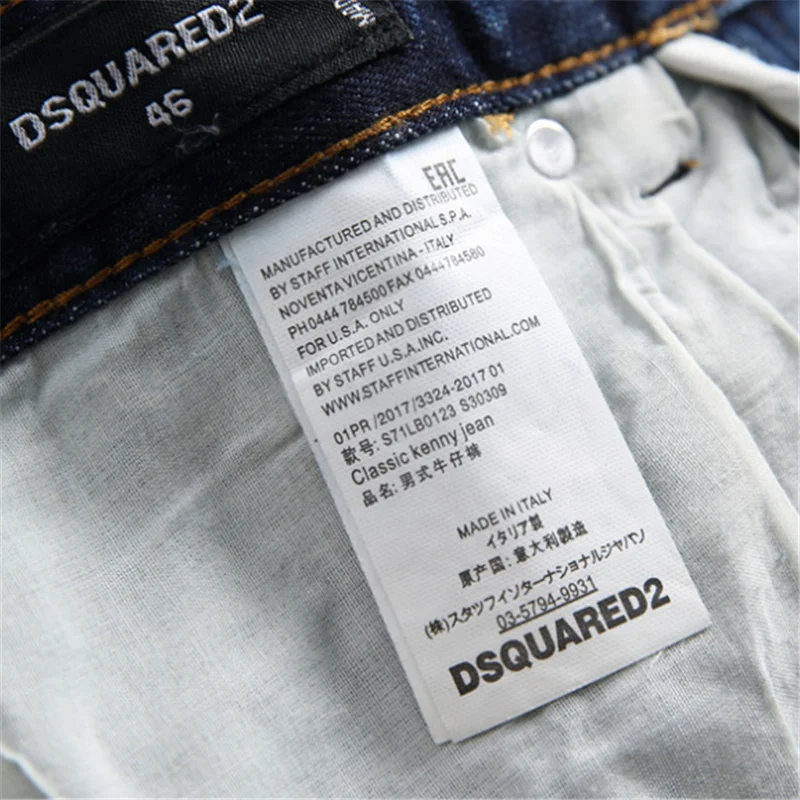 DSQUARED2
46
EAC
MANUFACTURED AND DISTRIBUTED
BY STAFF INTERNATIONAL S.P.A.
NOVENTA VICENTINA - ITALY
PH0444 784500FAX 0444784560
FOR U.S.A. ONLY
IMPORTED AND DISTRIBUTED
BY STAFF U.S.A.INC.
WWW.STAFFINTERNATIONAL.COM
01PR /2017/3324-2017 01
款号: S71LB0123 S30309
Classic kenny jean
品名: 男式牛仔裤
MADE IN ITALY
イタリア製
原产国: 意大利製造
(株)スタッフインターナショナルジャパン
03-5794-9931
DSQUARED2